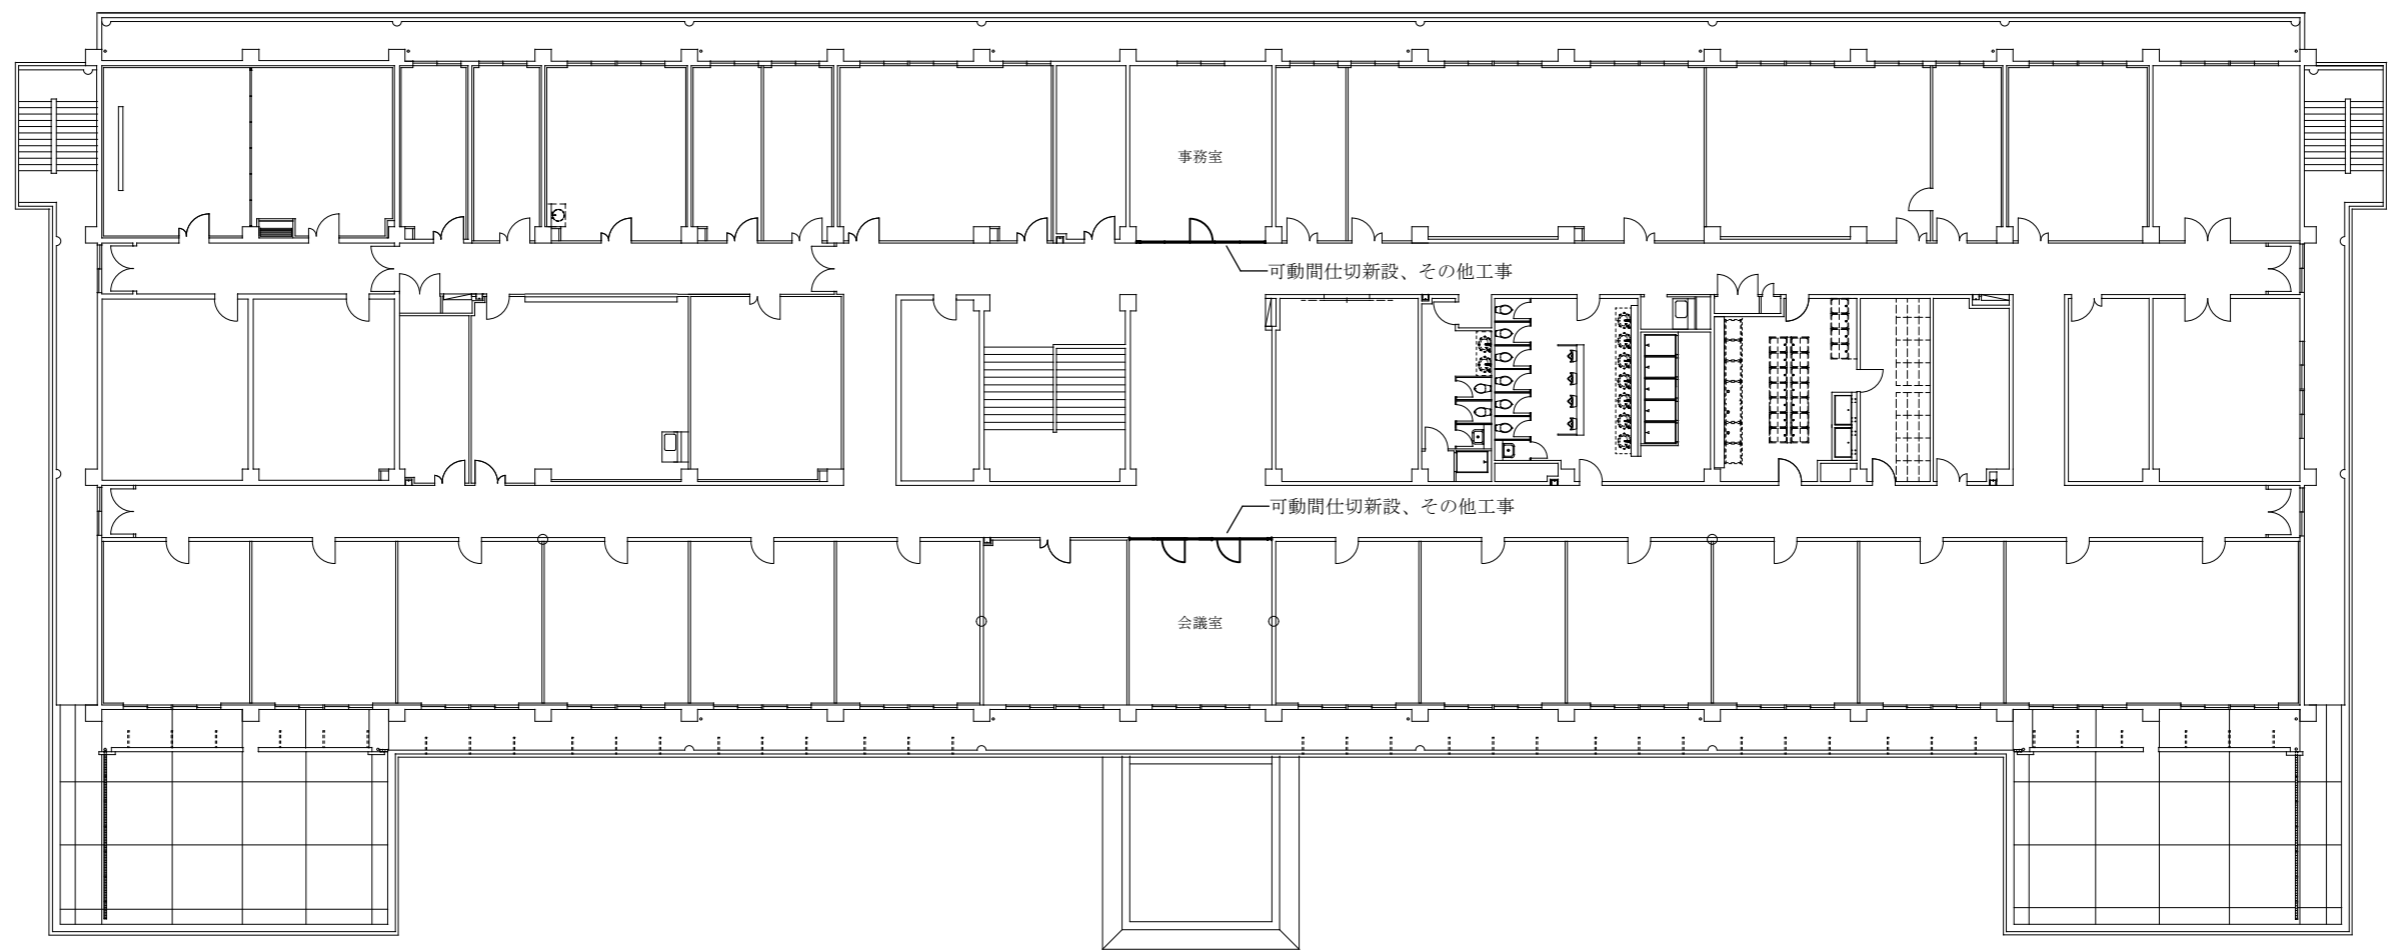 事務室
可動間仕切新設、その他工事
可動間仕切新設、その他工事
会議室